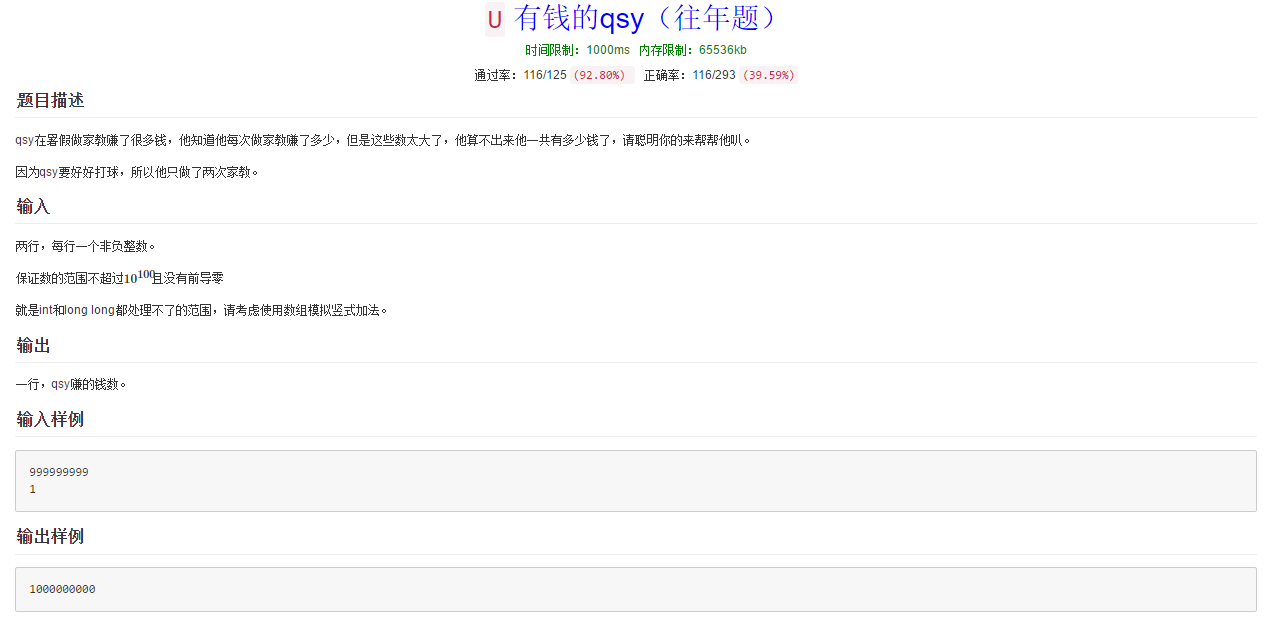 U 有钱的qsy（往年题）
时间限制：1000ms 内存限制：65536kb
通过率：116/125 (92.80%) 正确率：116/293 (39.59%)
题目描述
qsy在署假做家教赚了很多钱，他知道他每次做家教赚了多少，但是这些数太大了，他算不出来他一共有多少钱了，请聪明你的来帮帮他叭。
因为qsy要好好打球，所以他只做了两次家教。
输入
两行，每行一个非负整数。
保证数的范围不超过10^100且没有前导零
就是int和long long都处理不了的范围，请考虑使用数组模拟竖式加法。
输出
一行，qsy赚的钱数。
输入样例
999999999
1
输出样例
1000000000